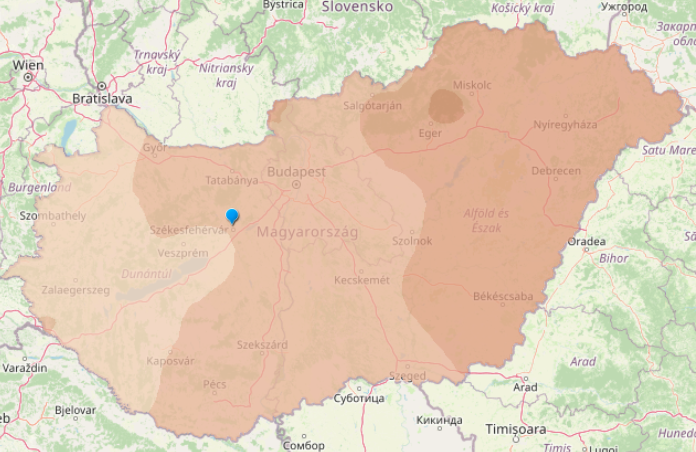 Bystrica
Slovensko
Košický kraj
Ужгород
Закарп
обл
Wien
Trnavský
kraj
Nitriansky
kraj
Bratislava
Miskolc
Salgótarján
Nyíregyháza
Eger
Győr
Satu Mare
Tatabánya
Budapest
Debrecen
Burgenland
Szombathely
Székesfehérvár
Magyarország
Alföld és
Észak
Szolnok
Oradea
Veszprém
Bihor
Dunántúl
Kecskemét
Zalaegerszeg
Békéscsaba
Szekszárd
Kaposvár
Varaždin
Szeged
Arad
Pécs
Arad
Суботица
Bjelovar
Кикинда
Timișoara
Сомбор
Timiș
Lugoj
Huned